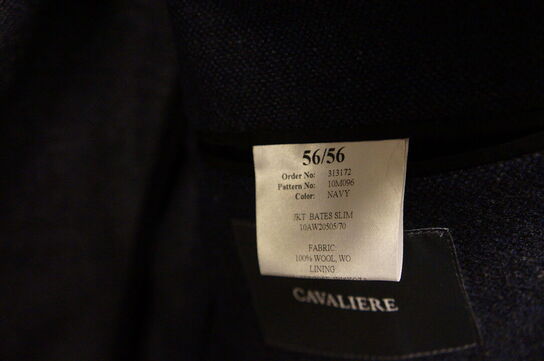 56/56
Order No: 313172
Pattern No: 10M096
Color: NAVY
JKT BATES SLIM
10AW20505/70
FABRIC:
100% WOOL, WO
LINING
CAVALIERE